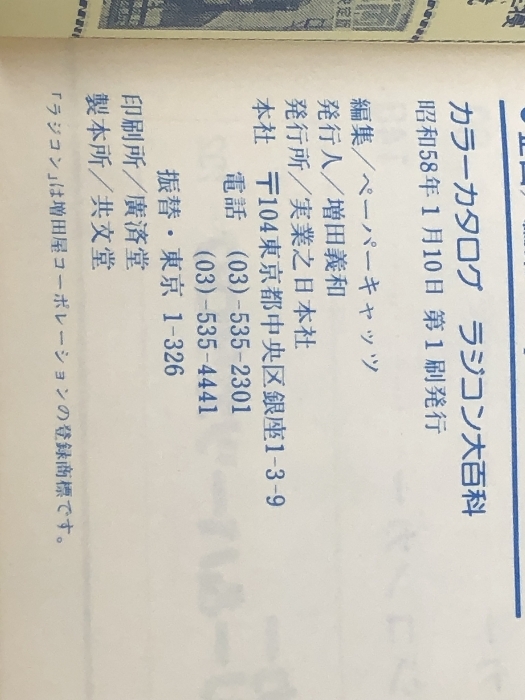 カラーカタログ ラジコン大百科
昭和58年1月10日 第1刷発行
編集/ペーパーキャッツ
発行人/増田義和
発行所/実業之日本社
本社 〒104東京都中央区銀座1-3-9
電話 (03)-535-2301
(03)-535-4441
振替・東京 1-326
印刷所/廣済堂
製本所/共文堂
「ラジコン」は増田屋コーポレーションの登録商標です。